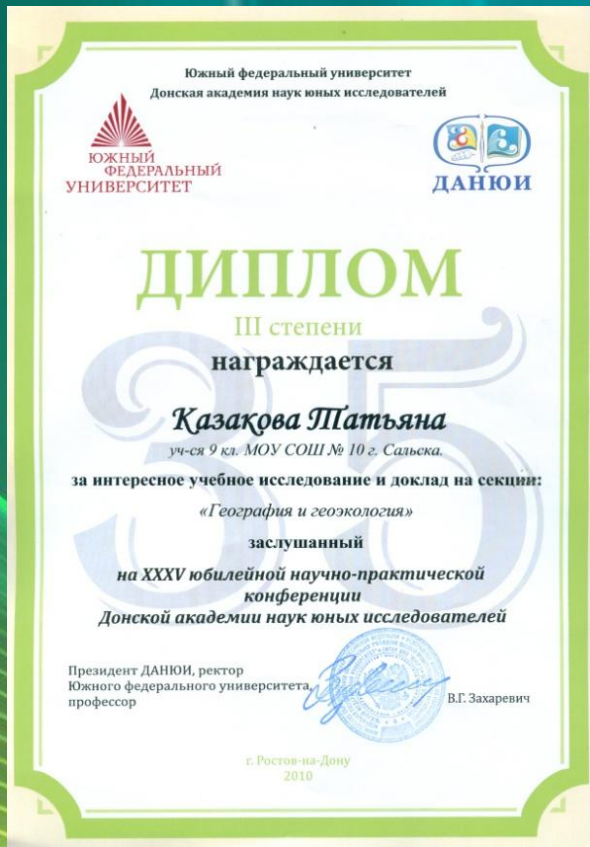 Южный федеральный университет
Донская академия наук юных исследователей
ЮЖНЫЙ
ФЕДЕРАЛЬНЫЙ
УНИВЕРСИТЕТ
ДАНЮИ
35
ДИПЛОМ
III степени
награждается
Казакова Татьяна
уч-ся 9 кл. МОУ СОШ № 10 г. Сальска.
за интересное учебное исследование и доклад на секции:
«География и геоэкология»
заслушанный
на XXXV юбилейной научно-практической
конференции
Донской академии наук юных исследователей
Президент ДАНЮИ, ректор
Южного федерального университета,
профессор
В.Г. Захаревич
г. Ростов-на-Дону
2010